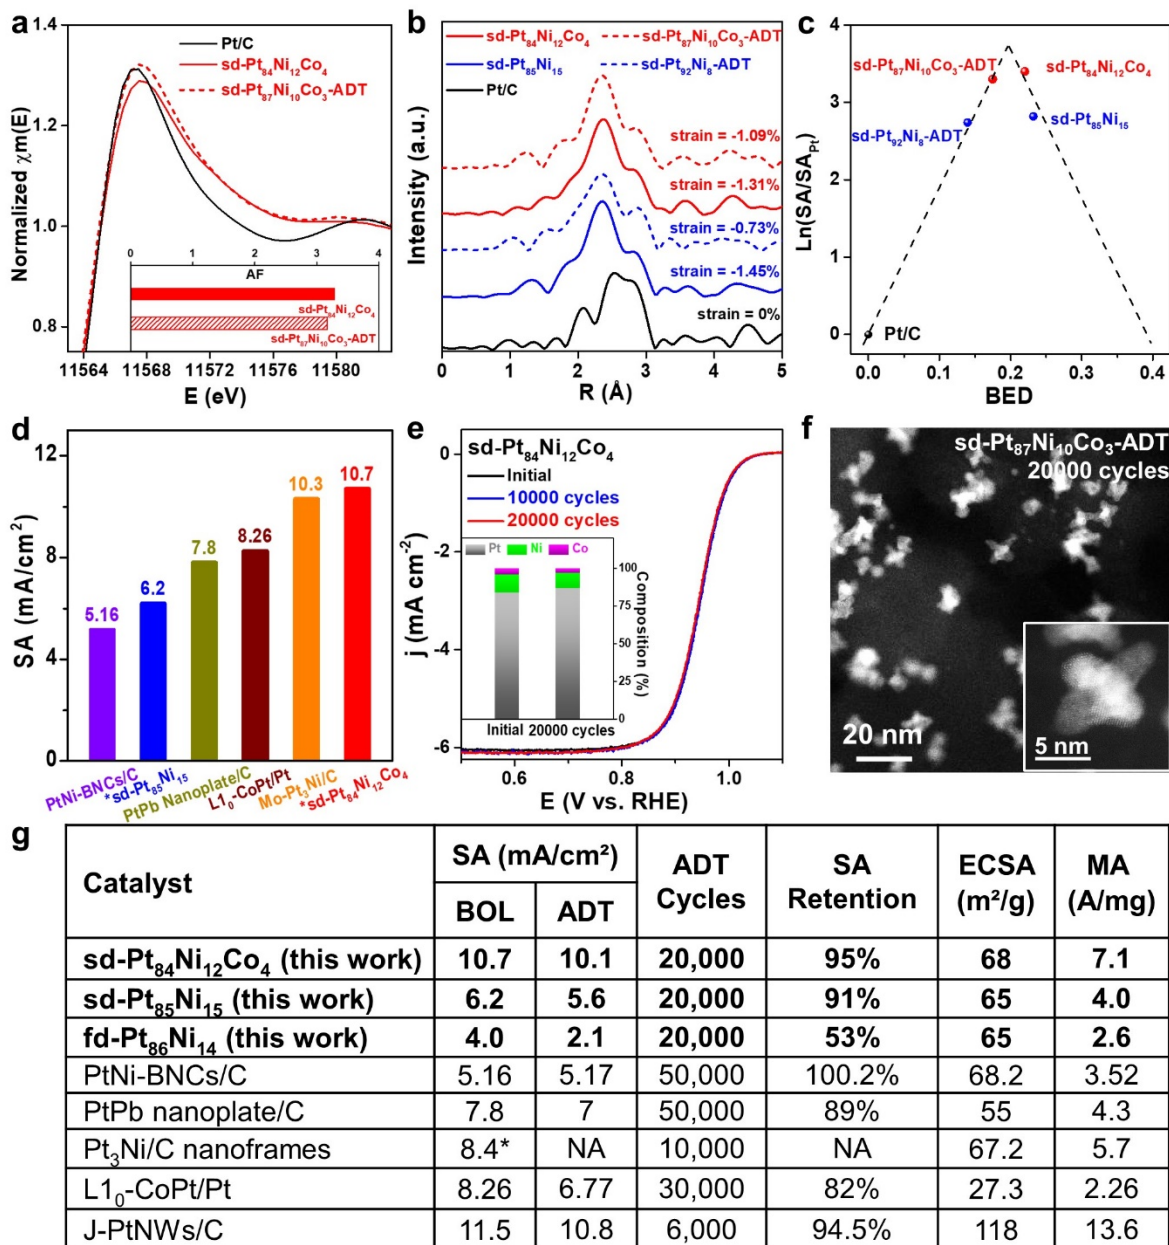 a
1.4
1.2
1.0
0.8
Normalized χm(E)
Pt/C
sd-Pt₈₄Ni₁₂Co₄
sd-Pt₈₇Ni₁₀Co₃-ADT
0 1 2 3 4
AF
sd-Pt₈₄Ni₁₂Co₄
sd-Pt₈₇Ni₁₀Co₃-ADT
11564 11568 11572 11576 11580
E (eV)
b
Intensity (a.u.)
sd-Pt₈₄Ni₁₂Co₄ sd-Pt₈₇Ni₁₀Co₃-ADT
sd-Pt₈₅Ni₁₅ sd-Pt₉₂Ni₈-ADT
Pt/C
strain = -1.09%
strain = -1.31%
strain = -0.73%
strain = -1.45%
strain = 0%
0 1 2 3 4 5
R (Å)
c
Ln(SA/SA_Pt)
4
3
2
1
0
sd-Pt₈₇Ni₁₀Co₃-ADT
sd-Pt₈₄Ni₁₂Co₄
sd-Pt₉₂Ni₈-ADT
sd-Pt₈₅Ni₁₅
Pt/C
0.0 0.1 0.2 0.3 0.4
BED
d
SA (mA/cm²)
12
8
4
0
5.16
6.2
7.8
8.26
10.3
10.7
PtNi-BNCs/C
*sd-Pt₈₅Ni₁₅
PtPb Nanoplate/C
L1₀-CoPt/Pt
Mo-Pt₃Ni/C
*sd-Pt₈₄Ni₁₂Co₄
e
j (mA cm⁻²)
0
-2
-4
-6
sd-Pt₈₄Ni₁₂Co₄
Initial
10000 cycles
20000 cycles
Pt Ni Co
100
75
50
25
0
Composition (%)
Initial 20000 cycles
0.6 0.8 1.0
E (V vs. RHE)
f
sd-Pt₈₇Ni₁₀Co₃-ADT
20000 cycles
20 nm
5 nm
g
Catalyst SA (mA/cm²) ADT Cycles SA Retention ECSA (m²/g) MA (A/mg)
BOL ADT
sd-Pt₈₄Ni₁₂Co₄ (this work) 10.7 10.1 20,000 95% 68 7.1
sd-Pt₈₅Ni₁₅ (this work) 6.2 5.6 20,000 91% 65 4.0
fd-Pt₈₆Ni₁₄ (this work) 4.0 2.1 20,000 53% 65 2.6
PtNi-BNCs/C 5.16 5.17 50,000 100.2% 68.2 3.52
PtPb nanoplate/C 7.8 7 50,000 89% 55 4.3
Pt₃Ni/C nanoframes 8.4* NA 10,000 NA 67.2 5.7
L1₀-CoPt/Pt 8.26 6.77 30,000 82% 27.3 2.26
J-PtNWs/C 11.5 10.8 6,000 94.5% 118 13.6